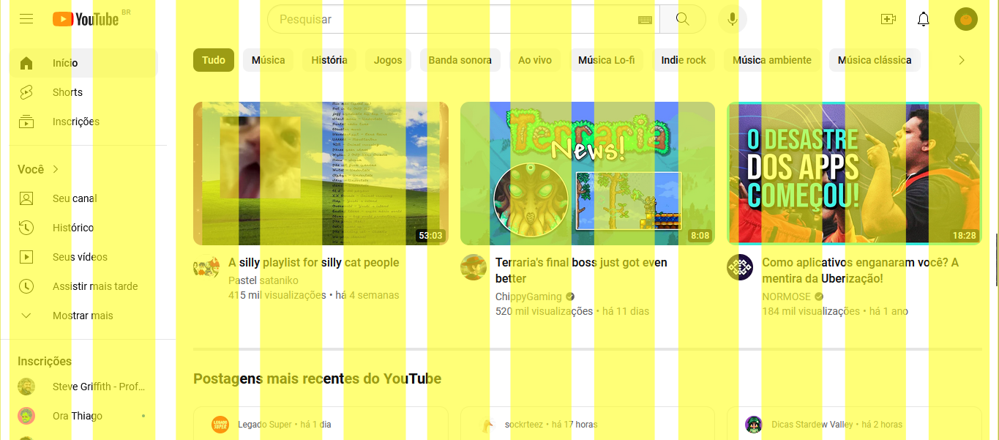 YouTube BR
Pesquisar
Início
Shorts
Inscrições
Você
Seu canal
Histórico
Seus vídeos
Assistir mais tarde
Mostrar mais
Inscrições
Steve Griffith - Prof...
Ora Thiago
Tudo
Música
História
Jogos
Banda sonora
Ao vivo
Música Lo-fi
Indie rock
Música ambiente
Música clássica
53:03
A silly playlist for silly cat people
Pastel sataniko
415 mil visualizações • há 4 semanas
Terraria
News!
8:08
Terraria's final boss just got even
better
ChippyGaming
520 mil visualizações • há 11 dias
O DESASTRE
DOS APPS
COMEÇOU!
18:28
Como aplicativos enganaram você? A
mentira da Uberização!
NORMOSE
184 mil visualizações • há 1 ano
Postagens mais recentes do YouTube
LEGADO
SUPER
Legado Super • há 1 dia
sockrteez • há 17 horas
Dicas Stardew Valley • há 2 horas